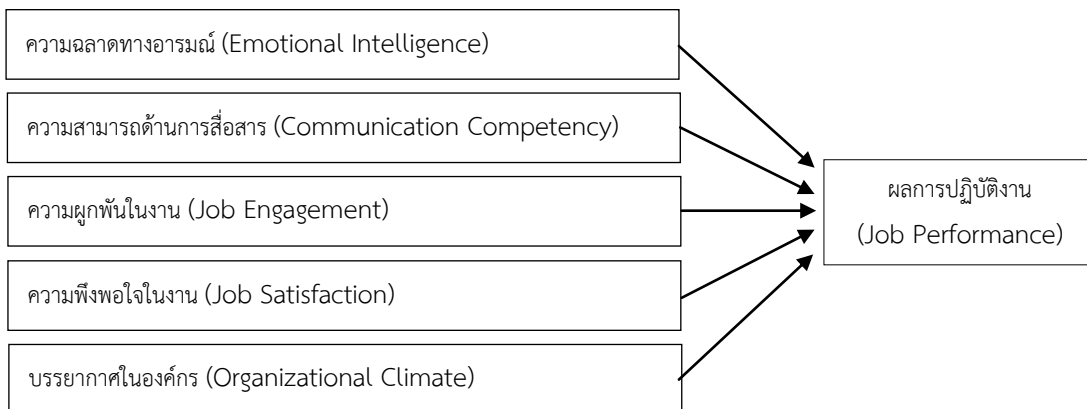 ความฉลาดทางอารมณ์ (Emotional Intelligence)
ความสามารถด้านการสื่อสาร (Communication Competency)
ความผูกพันในงาน (Job Engagement)
ความพึงพอใจในงาน (Job Satisfaction)
บรรยากาศในองค์กร (Organizational Climate)
ผลการปฏิบัติงาน
(Job Performance)